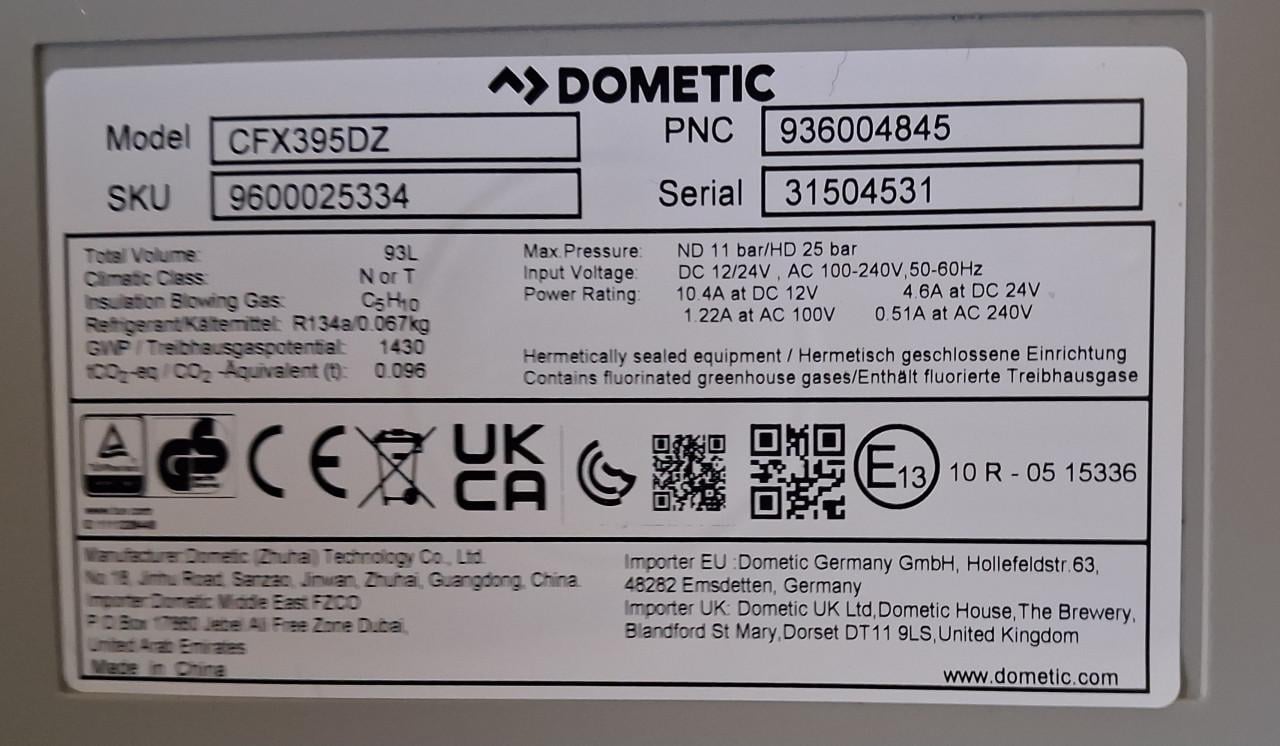 DOMETIC
Model CFX395DZ PNC 936004845
SKU 9600025334 Serial 31504531
Total Volume: 93L
Climatic Class: N or T
Insulation Blowing Gas: C5H10
Refrigerant/Kältemittel: R134a/0.067kg
GWP / Treibhausgaspotential: 1430
tCO2-eq / CO2 -Äquivalent (t): 0.096
Max.Pressure: ND 11 bar/HD 25 bar
Input Voltage: DC 12/24V , AC 100-240V,50-60Hz
Power Rating: 10.4A at DC 12V 4.6A at DC 24V
1.22A at AC 100V 0.51A at AC 240V
Hermetically sealed equipment / Hermetisch geschlossene Einrichtung
Contains fluorinated greenhouse gases/Enthält fluorierte Treibhausgase
CE
UK
CA
E13 10 R - 05 15336
Manufacturer Dometic (Zhuhai) Technology Co., Ltd.
No 18, Jinhu Road, Sanzao, Jinwan, Zhuhai, Guangdong, China.
Importer Dometic Middle East FZCO
P O Box Jebel Ali Free Zone Dubai,
United Arab Emirates
Made in China
Importer EU :Dometic Germany GmbH, Hollefeldstr.63,
48282 Emsdetten, Germany
Importer UK: Dometic UK Ltd,Dometic House,The Brewery,
Blandford St Mary,Dorset DT11 9LS,United Kingdom
www.dometic.com